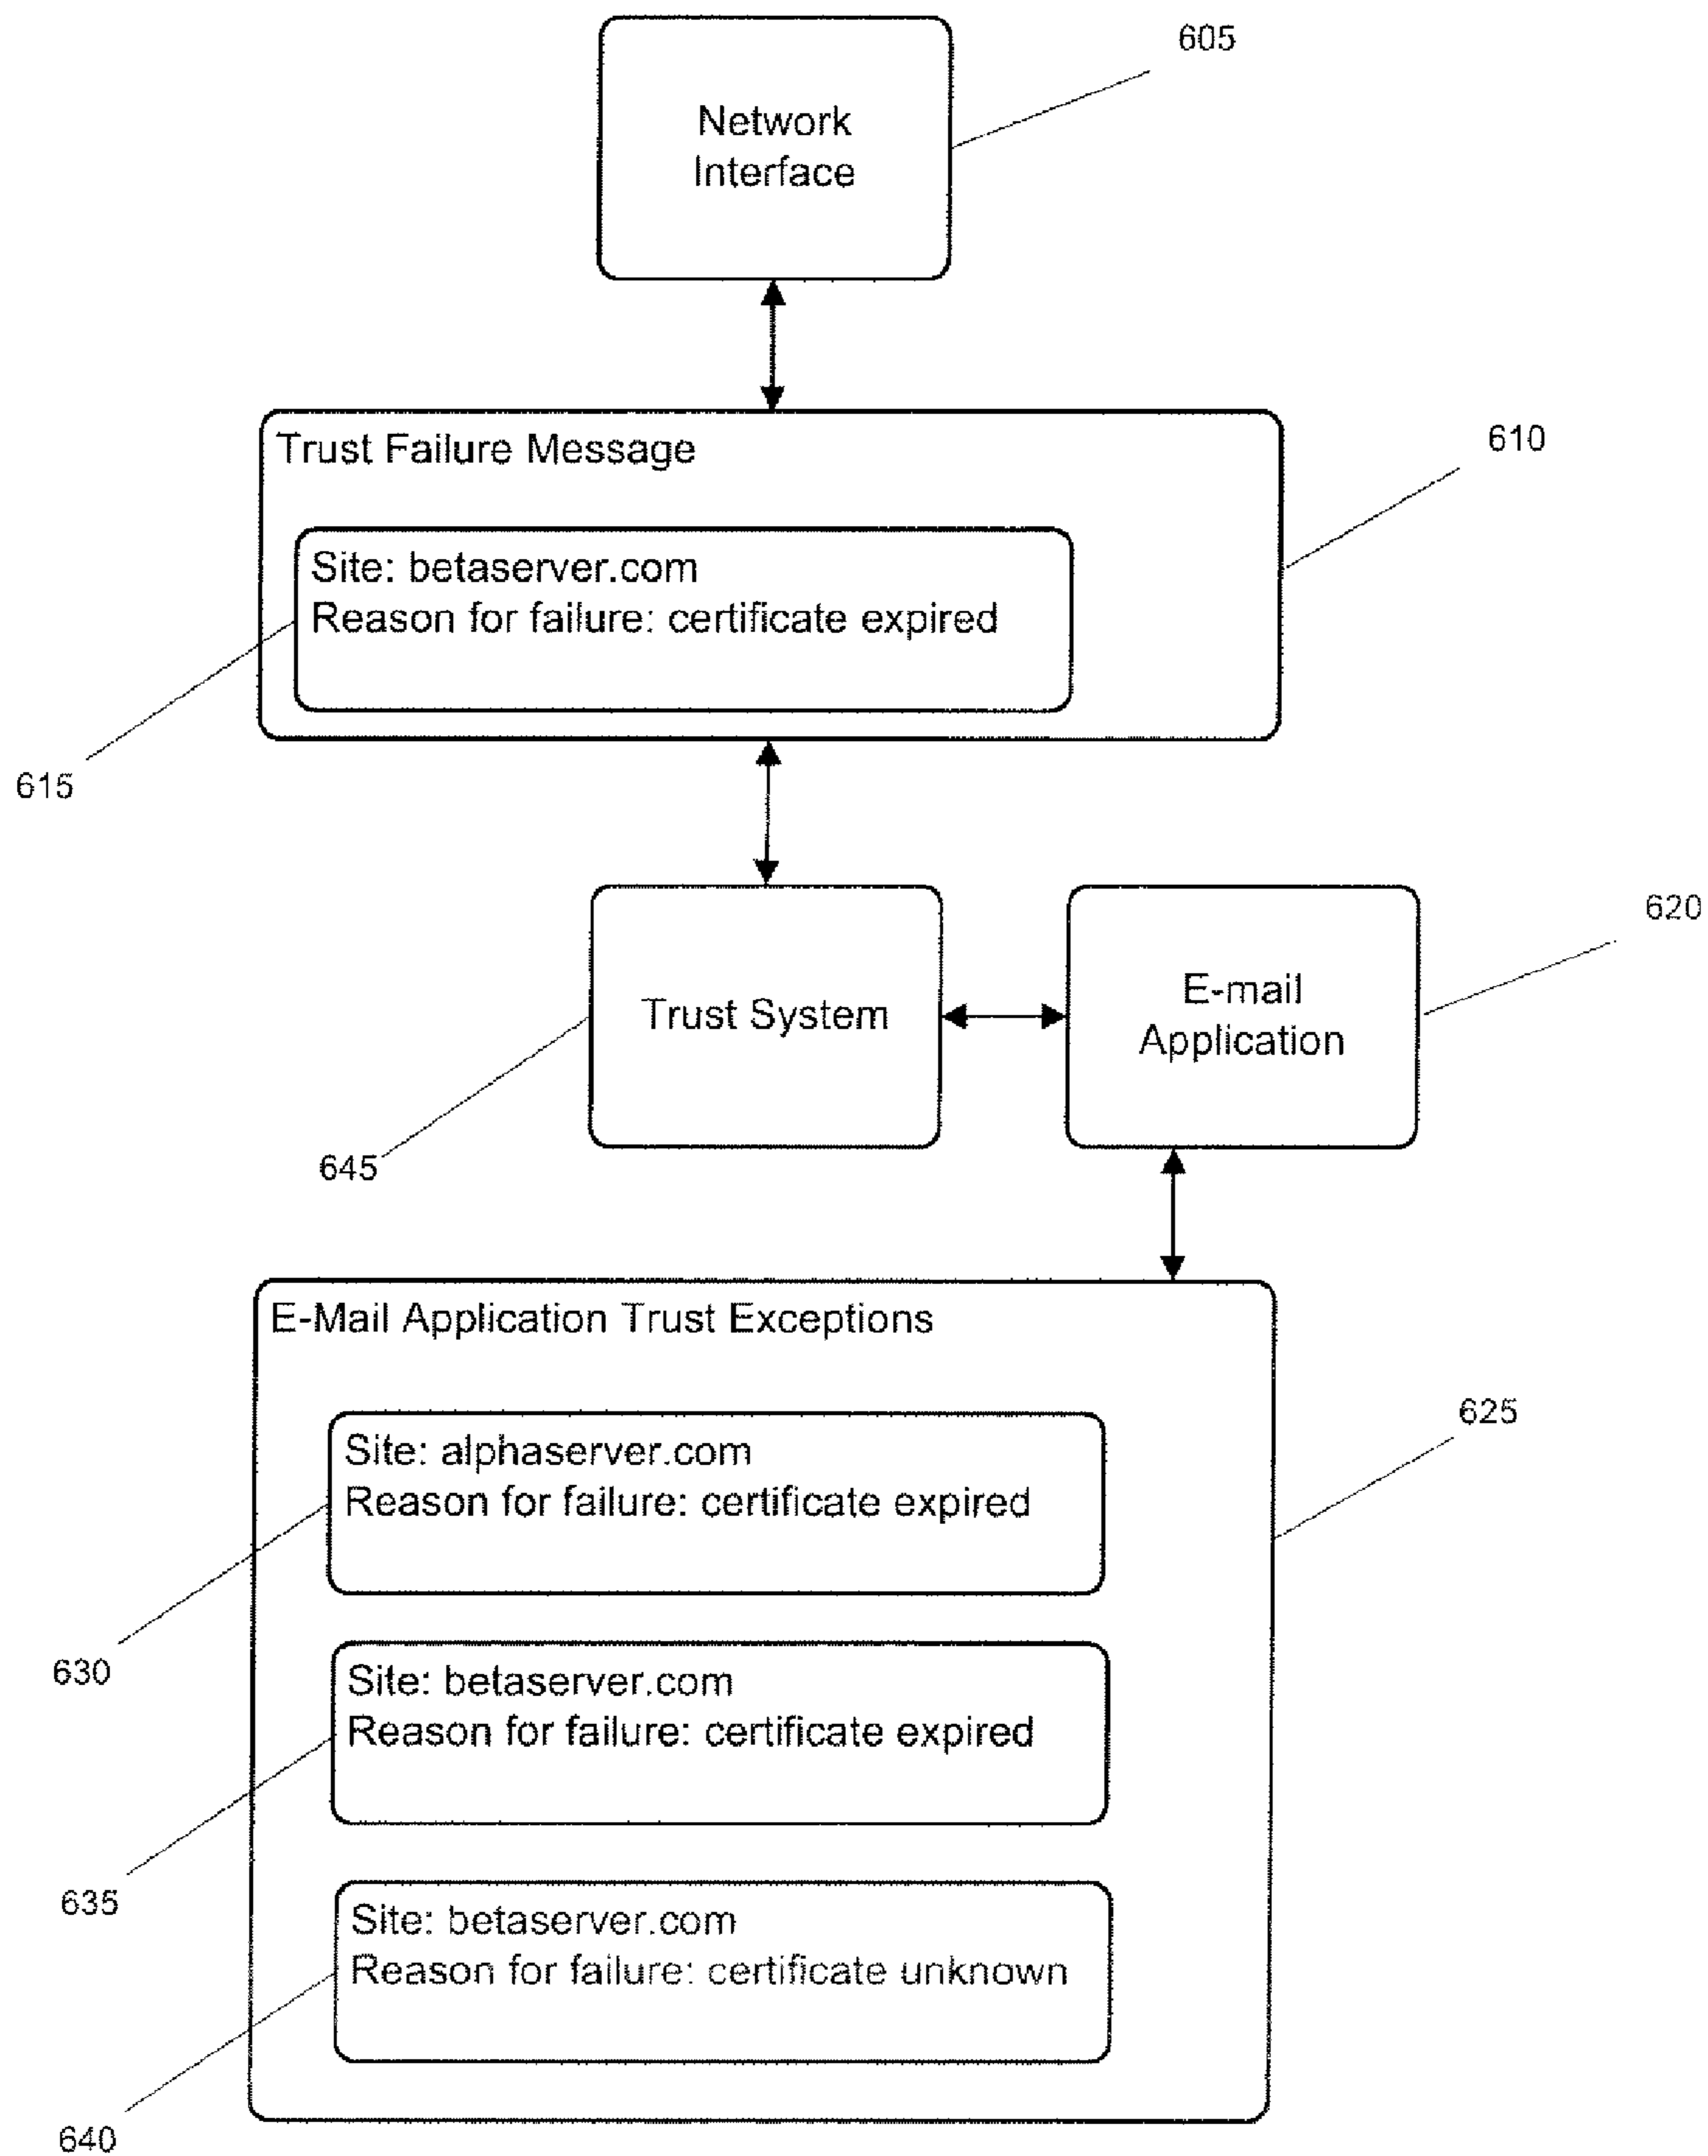 605
Network
Interface
Trust Failure Message
610
Site: betaserver.com
Reason for failure: certificate expired
615
620
Trust System
E-mail
Application
645
E-Mail Application Trust Exceptions
625
Site: alphaserver.com
Reason for failure: certificate expired
630
Site: betaserver.com
Reason for failure: certificate expired
635
Site: betaserver.com
Reason for failure: certificate unknown
640